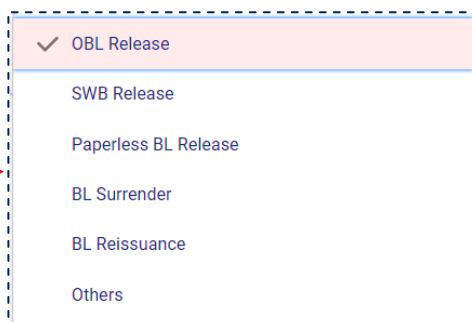 OBL Release
SWB Release
Paperless BL Release
BL Surrender
BL Reissuance
Others